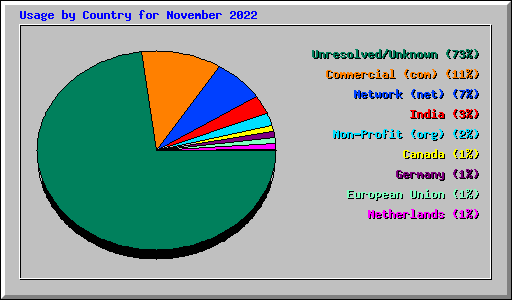 Usage by Country for November 2022
Unresolved/Unknown (73%)
Commercial (com) (11%)
Network (net) (7%)
India (3%)
Non-Profit (org) (2%)
Canada (1%)
Germany (1%)
European Union (1%)
Netherlands (1%)